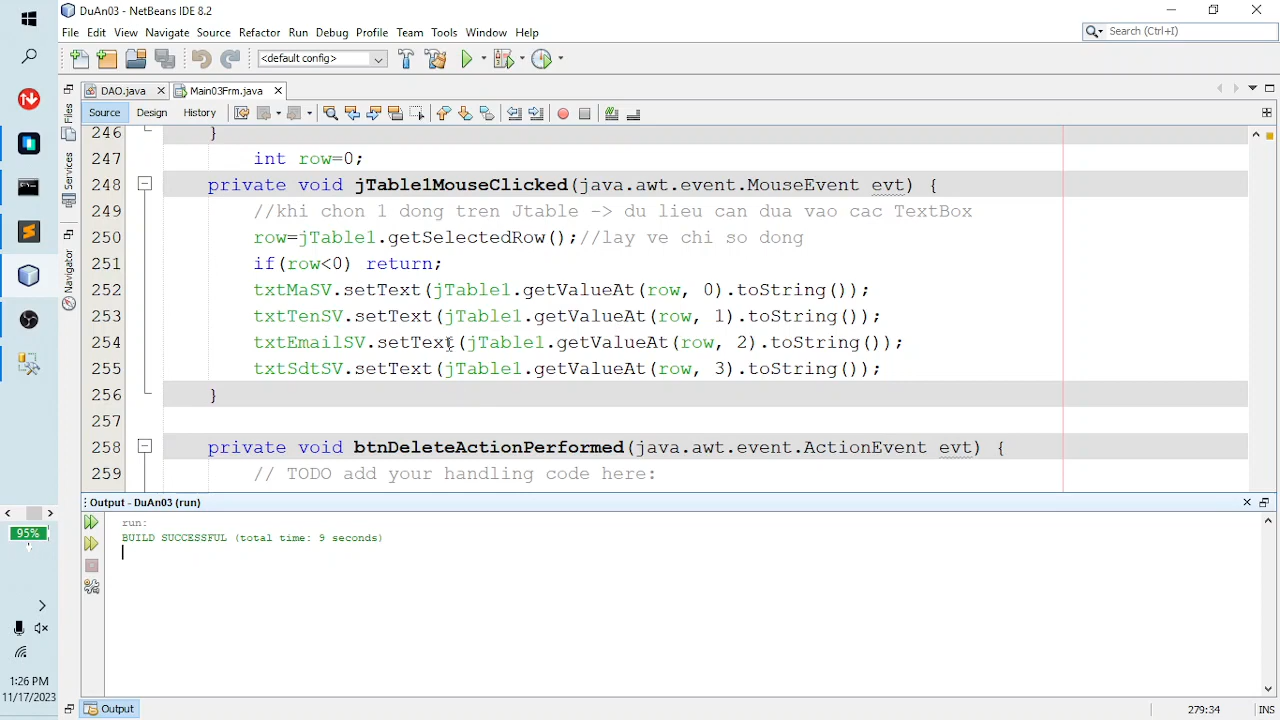 DuAn03 - NetBeans IDE 8.2
File Edit View Navigate Source Refactor Run Debug Profile Team Tools Window Help
Search (Ctrl+I)
<default config>
DAO.java Main03Frm.java
Source Design History
Files
Services
Navigator
246 }
247 int row=0;
248 private void jTable1MouseClicked(java.awt.event.MouseEvent evt) {
249 //khi chon 1 dong tren Jtable -> du lieu can dua vao cac TextBox
250 row=jTable1.getSelectedRow();//lay ve chi so dong
251 if(row<0) return;
252 txtMaSV.setText(jTable1.getValueAt(row, 0).toString());
253 txtTenSV.setText(jTable1.getValueAt(row, 1).toString());
254 txtEmailSV.setText(jTable1.getValueAt(row, 2).toString());
255 txtSdtSV.setText(jTable1.getValueAt(row, 3).toString());
256 }
257
258 private void btnDeleteActionPerformed(java.awt.event.ActionEvent evt) {
259 // TODO add your handling code here:
Output - DuAn03 (run)
run:
BUILD SUCCESSFUL (total time: 9 seconds)
95%
1:26 PM
11/17/2023
Output
279:34 INS